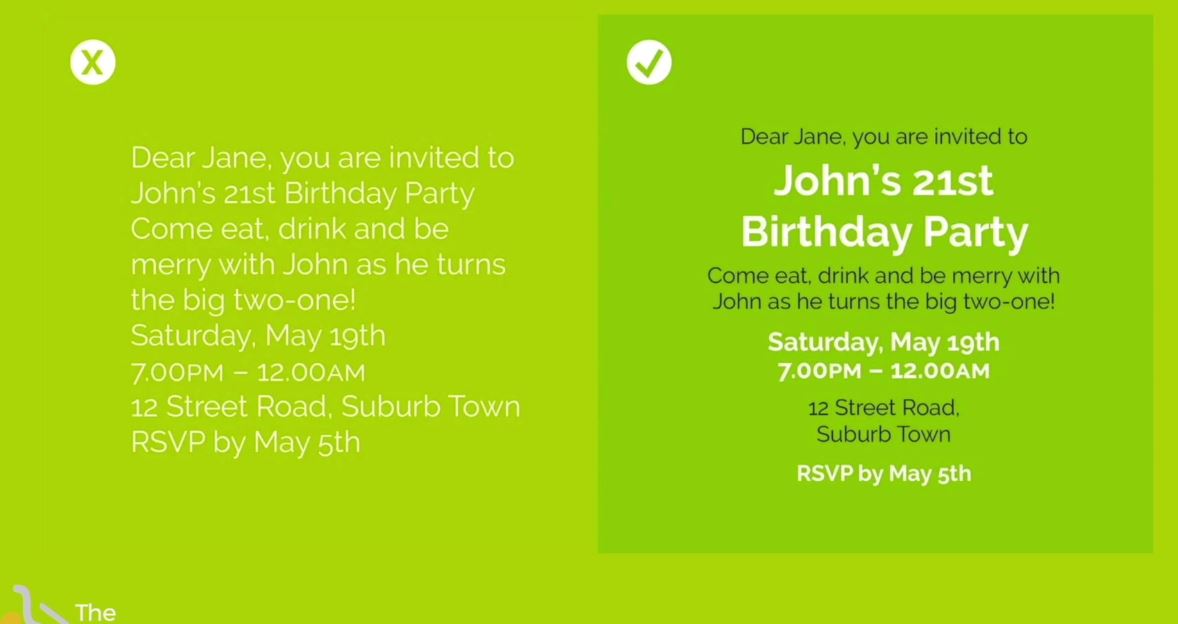 X
Dear Jane, you are invited to
John's 21st Birthday Party
Come eat, drink and be
merry with John as he turns
the big two-one!
Saturday, May 19th
7.00PM – 12.00AM
12 Street Road, Suburb Town
RSVP by May 5th
Dear Jane, you are invited to
John's 21st
Birthday Party
Come eat, drink and be merry with
John as he turns the big two-one!
Saturday, May 19th
7.00PM – 12.00AM
12 Street Road,
Suburb Town
RSVP by May 5th
The